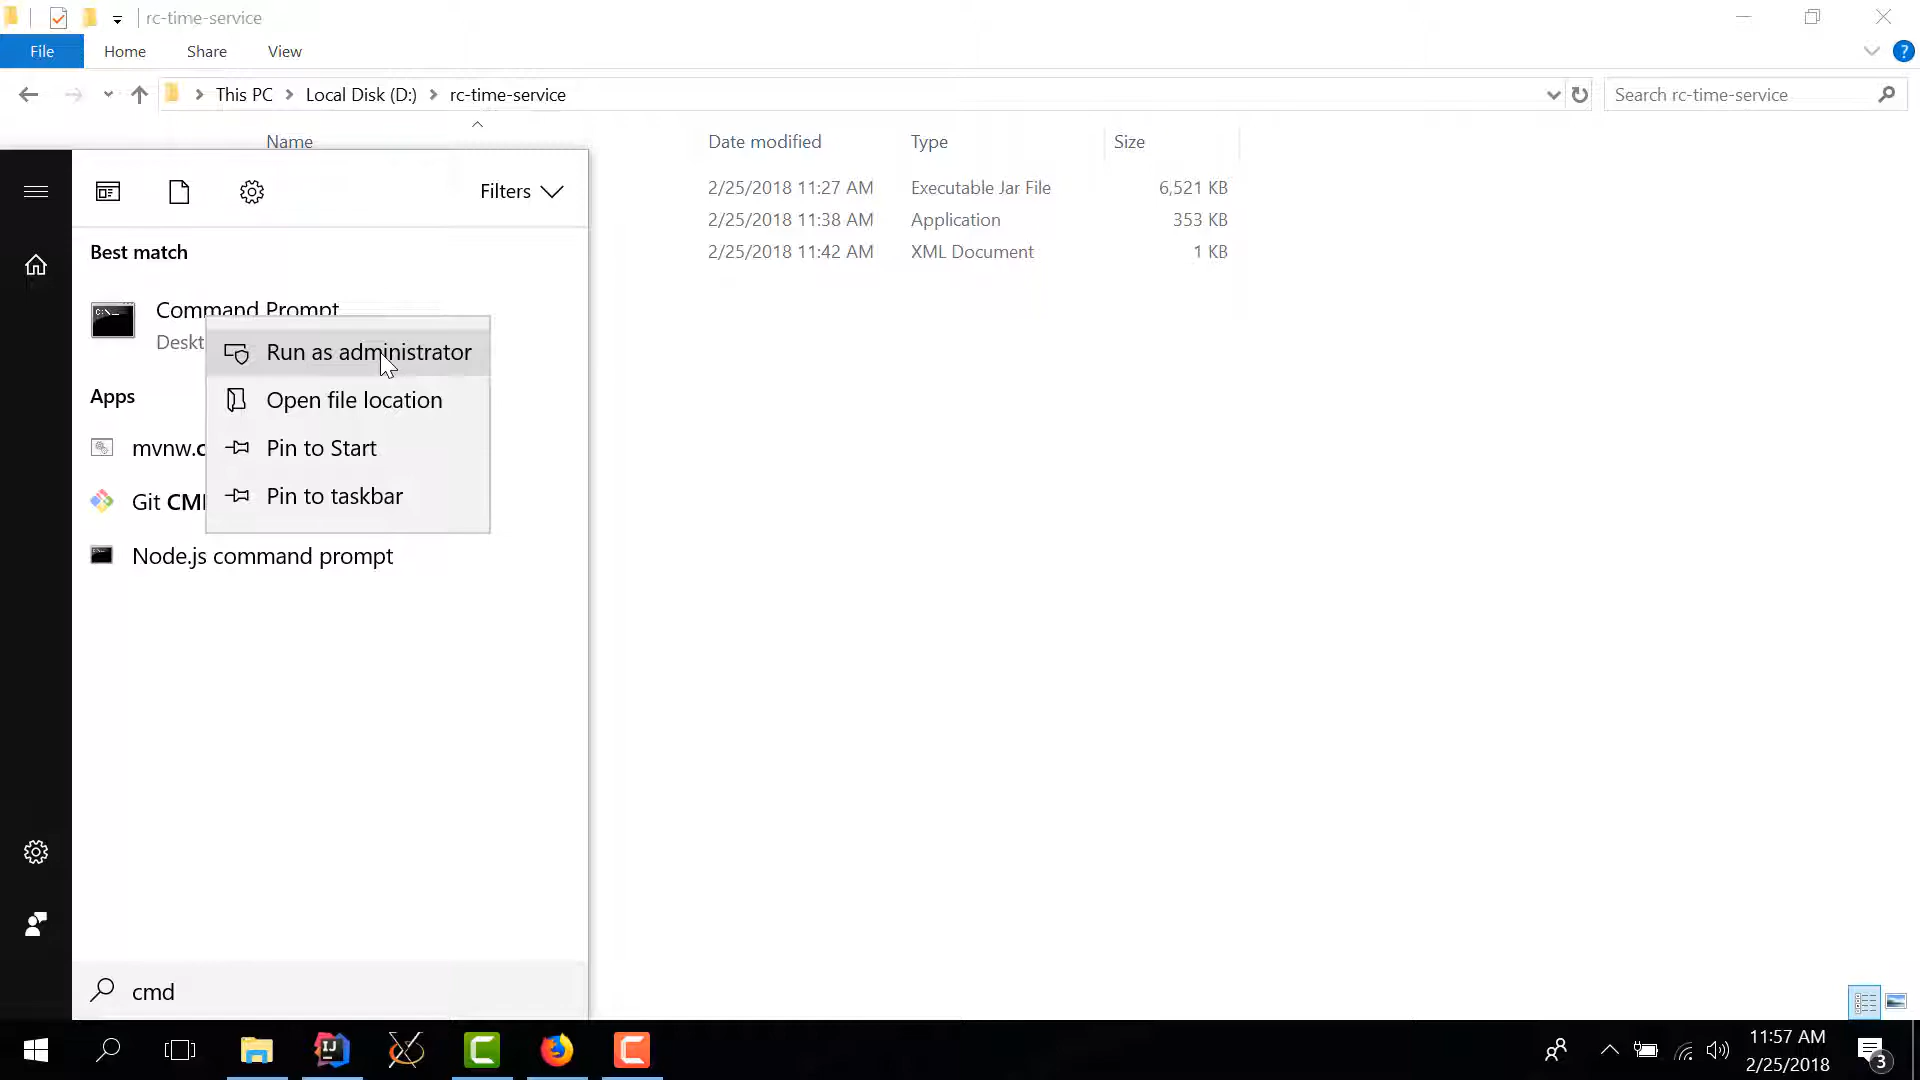 rc-time-service
File Home Share View
This PC Local Disk (D:) rc-time-service
Search rc-time-service
Name Date modified Type Size
2/25/2018 11:27 AM Executable Jar File 6,521 KB
2/25/2018 11:38 AM Application 353 KB
2/25/2018 11:42 AM XML Document 1 KB
Filters
Best match
Command Prompt
Deskt
Run as administrator
Open file location
Pin to Start
Pin to taskbar
Apps
mvnw.c
Git CM
Node.js command prompt
cmd
11:57 AM
2/25/2018
3